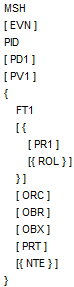 MSH
[ EVN ]
PID
[ PD1 ]
[ PV1 ]
{
FT1
[ {
[ PR1 ]
[{ ROL } ]
} ]
[ ORC ]
[ OBR ]
[ OBX ]
[ PRT ]
[{ NTE } ]
}